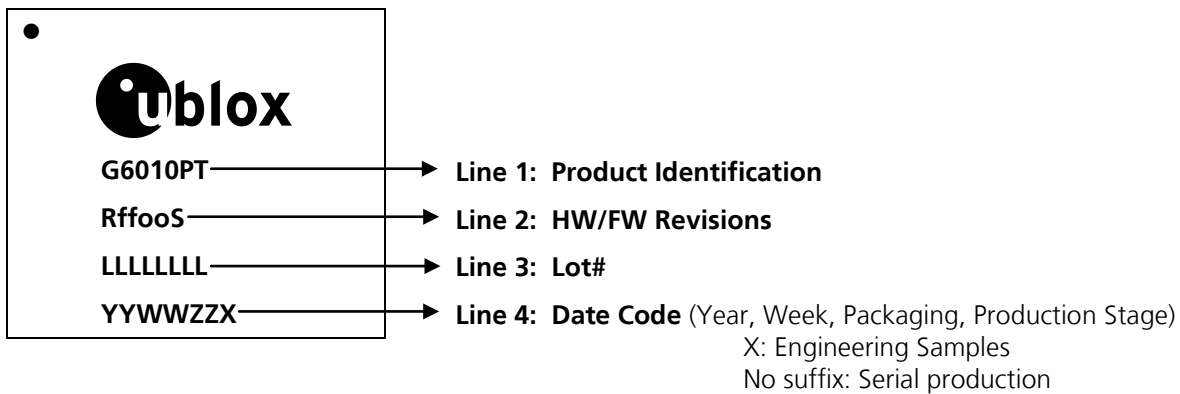 ublox
G6010PT Line 1: Product Identification
RffooS Line 2: HW/FW Revisions
LLLLLLLL Line 3: Lot#
YYWWZZX Line 4: Date Code (Year, Week, Packaging, Production Stage)
X: Engineering Samples
No suffix: Serial production